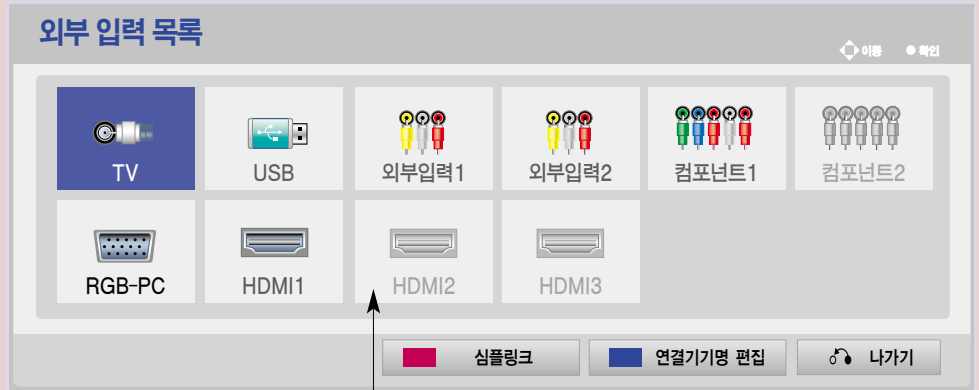 외부 입력 목록
이동 확인
TV USB 외부입력1 외부입력2 컴포넌트1 컴포넌트2
RGB-PC HDMI1 HDMI2 HDMI3
심플링크 연결기기명 편집 나가기